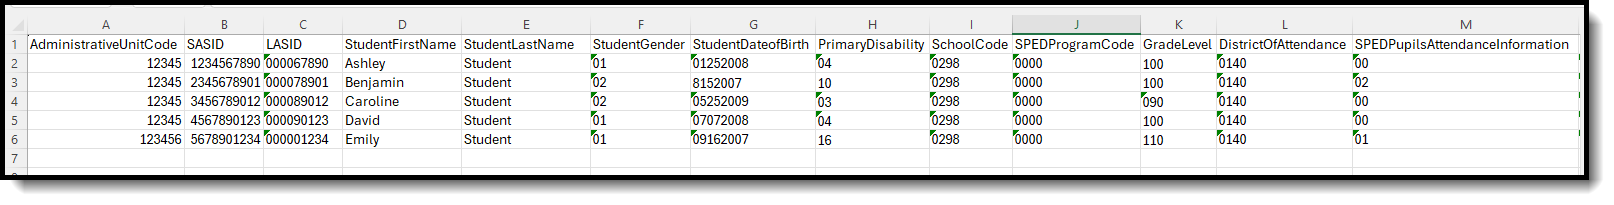 A B C D E F G H I J K L M
1 AdministrativeUnitCode SASID LASID StudentFirstName StudentLastName StudentGender StudentDateofBirth PrimaryDisability SchoolCode SPEDProgramCode GradeLevel DistrictOfAttendance SPEDPupilsAttendanceInformation
2 12345 1234567890 000067890 Ashley Student 01 01252008 04 0298 0000 100 0140 00
3 12345 2345678901 000078901 Benjamin Student 02 8152007 10 0298 0000 100 0140 02
4 12345 3456789012 000089012 Caroline Student 02 05252009 03 0298 0000 090 0140 00
5 12345 4567890123 000090123 David Student 01 07072008 04 0298 0000 100 0140 00
6 123456 5678901234 000001234 Emily Student 01 09162007 16 0298 0000 110 0140 01
7